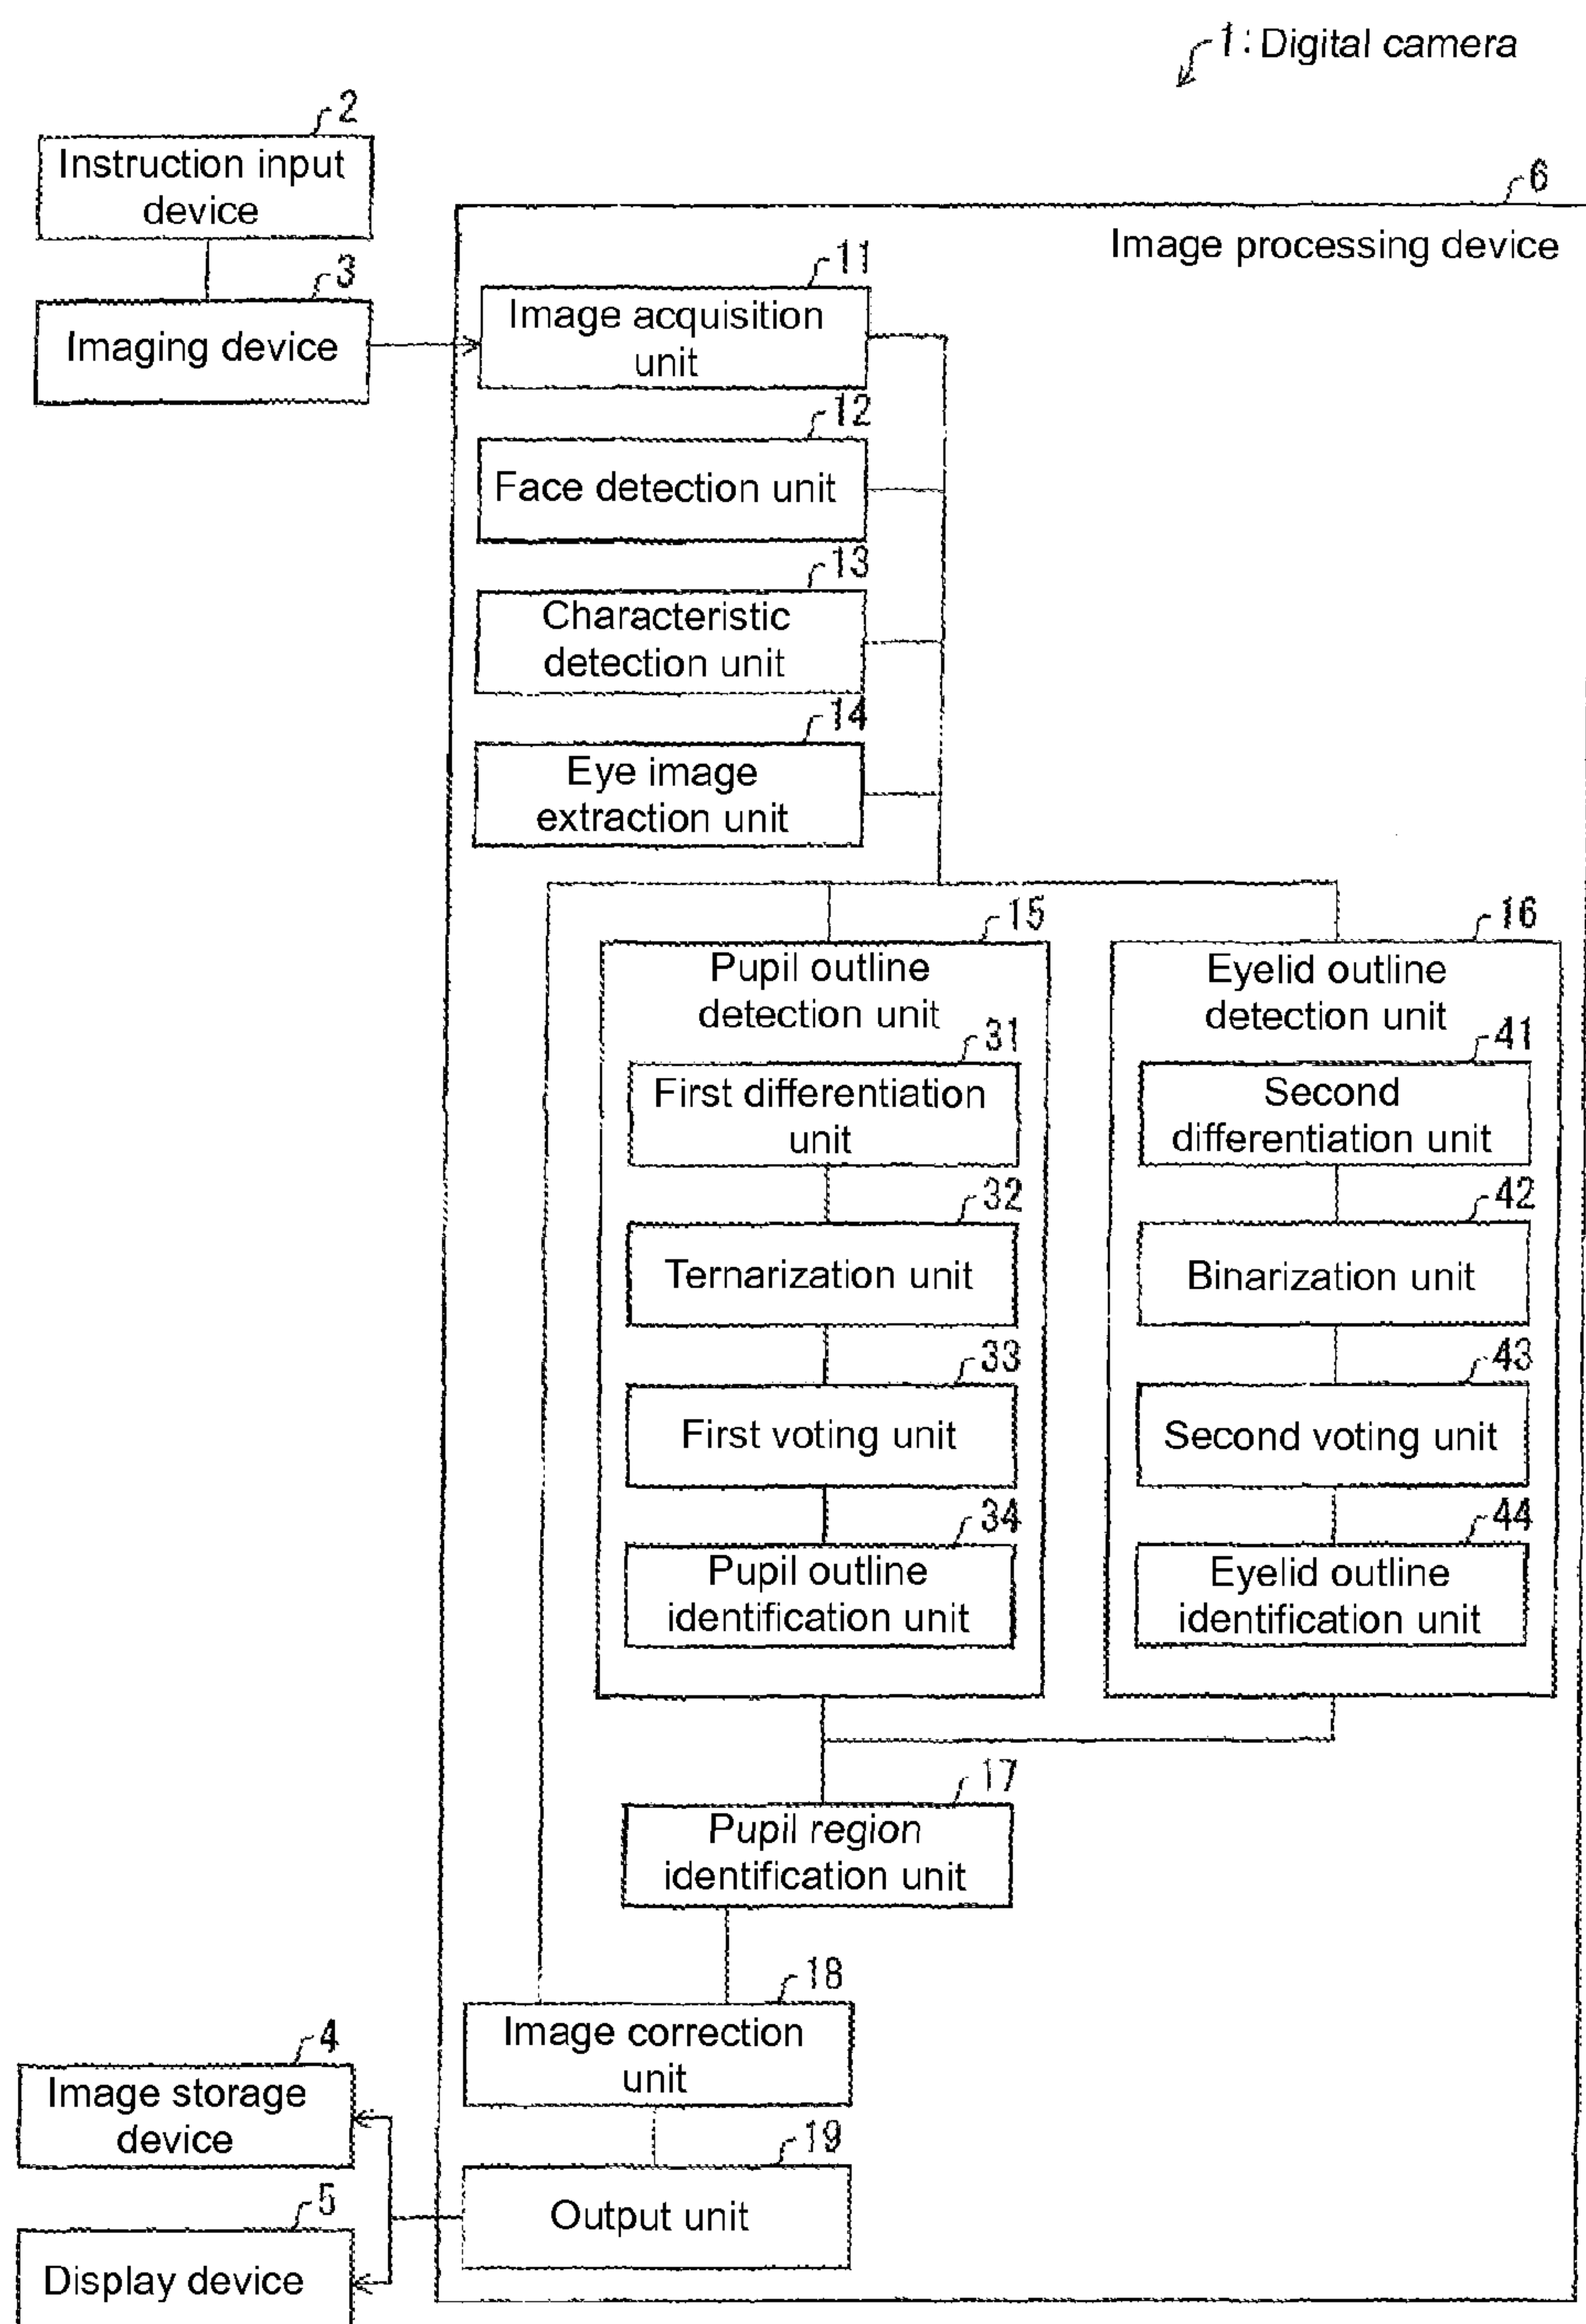 1: Digital camera
2
Instruction input
device
6
Image processing device
3
Imaging device
11
Image acquisition
unit
12
Face detection unit
13
Characteristic
detection unit
14
Eye image
extraction unit
15
Pupil outline
detection unit
31
First differentiation
unit
32
Ternarization unit
33
First voting unit
34
Pupil outline
identification unit
16
Eyelid outline
detection unit
41
Second
differentiation unit
42
Binarization unit
43
Second voting unit
44
Eyelid outline
identification unit
17
Pupil region
identification unit
18
Image correction
unit
4
Image storage
device
19
Output unit
5
Display device